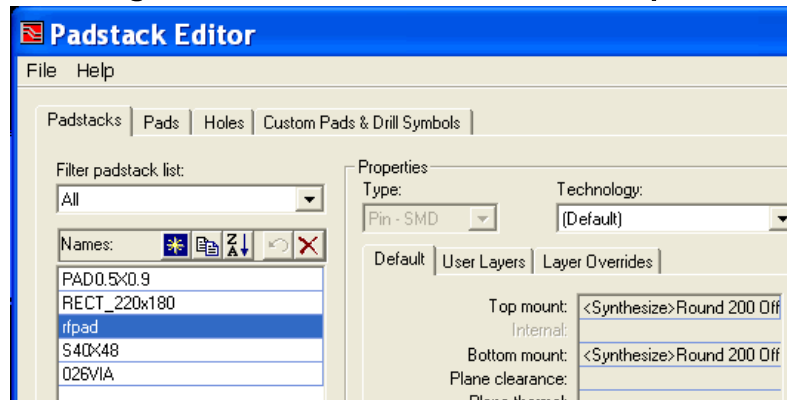 Padstack Editor
File Help
Padstacks Pads Holes Custom Pads & Drill Symbols
Filter padstack list:
All
Names:
PAD0.5X0.9
RECT_220x180
rfpad
S40X48
026VIA
Properties
Type: Technology:
Pin - SMD (Default)
Default User Layers Layer Overrides
Top mount: <Synthesize>Round 200 Off
Internal:
Bottom mount: <Synthesize>Round 200 Off
Plane clearance:
Plane thermal: